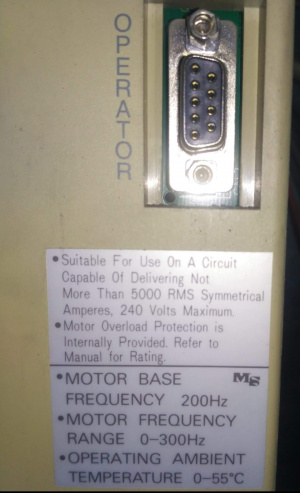 OPERATOR
• Suitable For Use On A Circuit
Capable Of Delivering Not
More Than 5000 RMS Symmetrical
Amperes, 240 Volts Maximum.
• Motor Overload Protection is
Internally Provided. Refer to
Manual for Rating.
• MOTOR BASE MS
FREQUENCY 200Hz
• MOTOR FREQUENCY
RANGE 0-300Hz
• OPERATING AMBIENT
TEMPERATURE 0-55°C